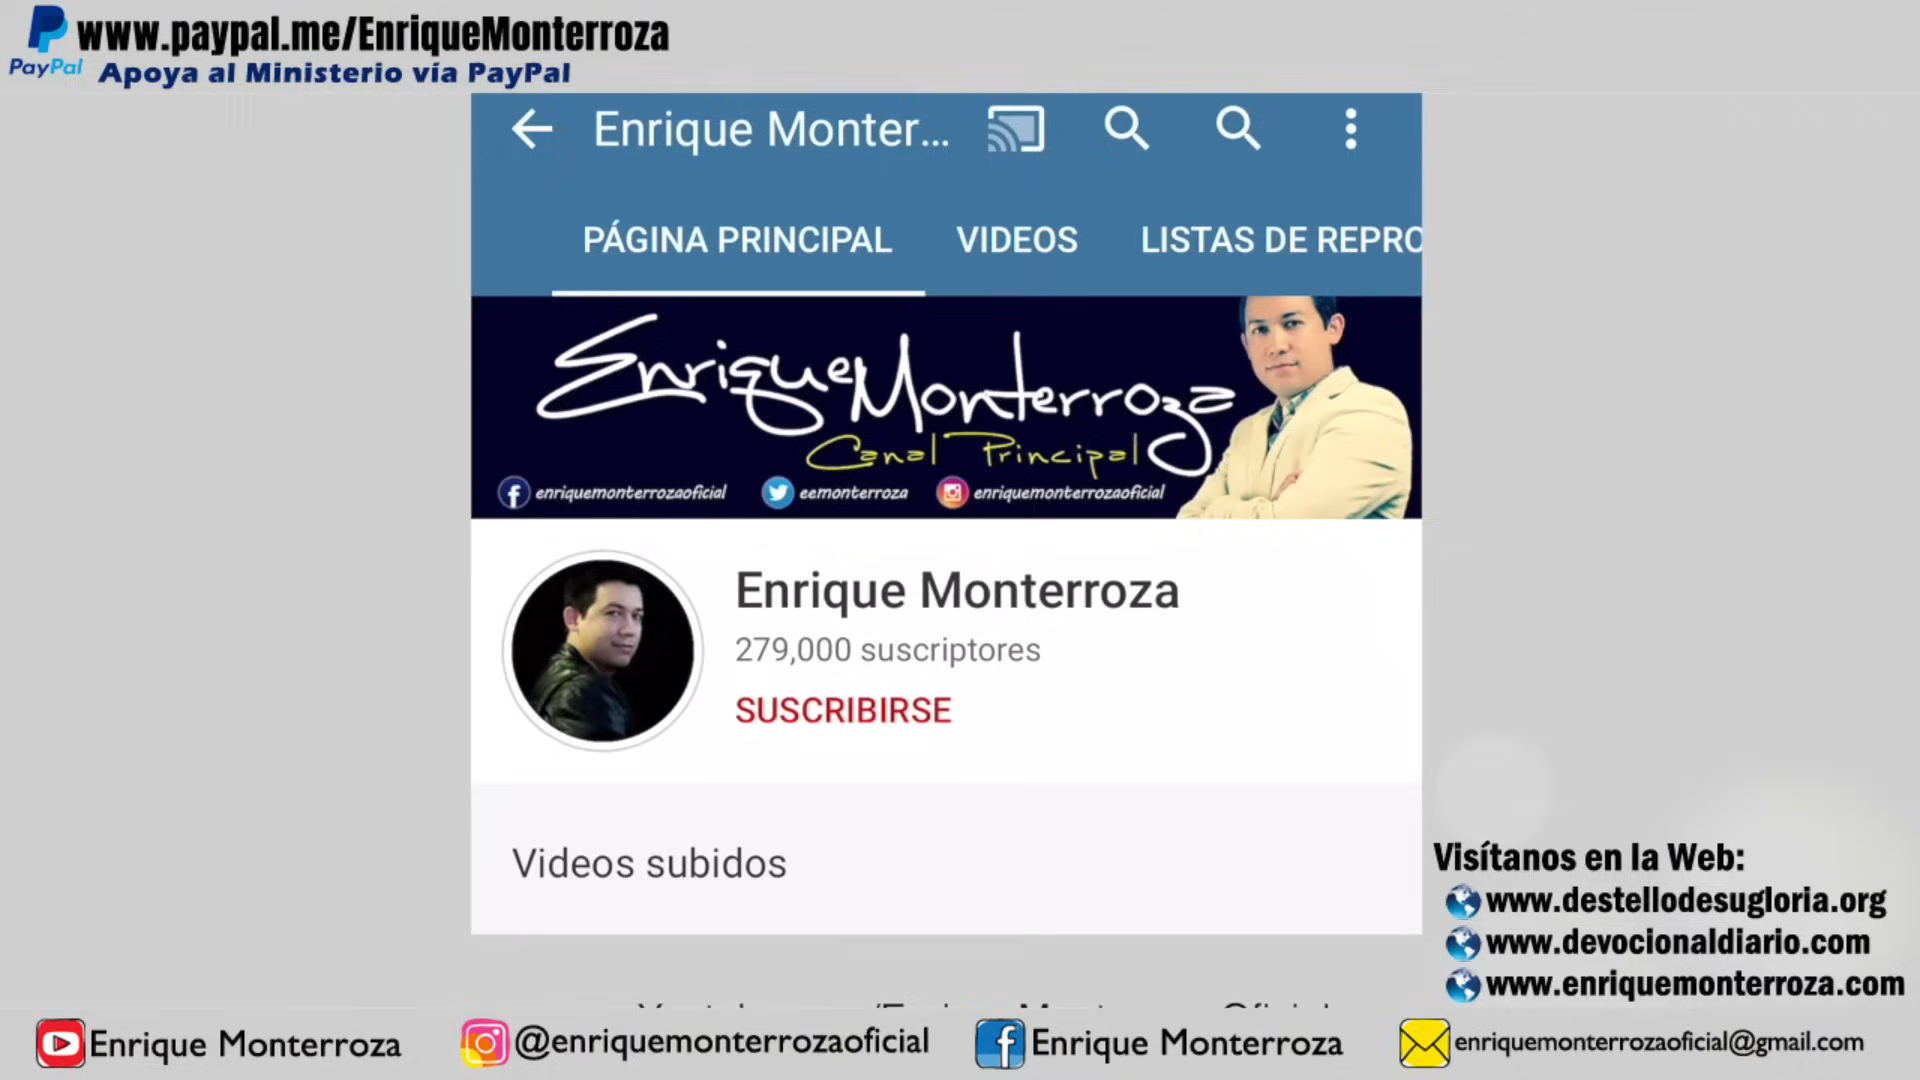 www.paypal.me/EnriqueMonterroza
PayPal Apoya al Ministerio vía PayPal
Enrique Monter...
PÁGINA PRINCIPAL VIDEOS LISTAS DE REPRO
Enrique Monterroza
Canal Principal
enriquemonterrozaoficial eemonterroza enriquemonterrozaoficial
Enrique Monterroza
279,000 suscriptores
SUSCRIBIRSE
Videos subidos
Visítanos en la Web:
www.destellodesugloria.org
www.devocionaldiario.com
www.enriquemonterroza.com
Enrique Monterroza @enriquemonterrozaoficial Enrique Monterroza enriquemonterrozaoficial@gmail.com